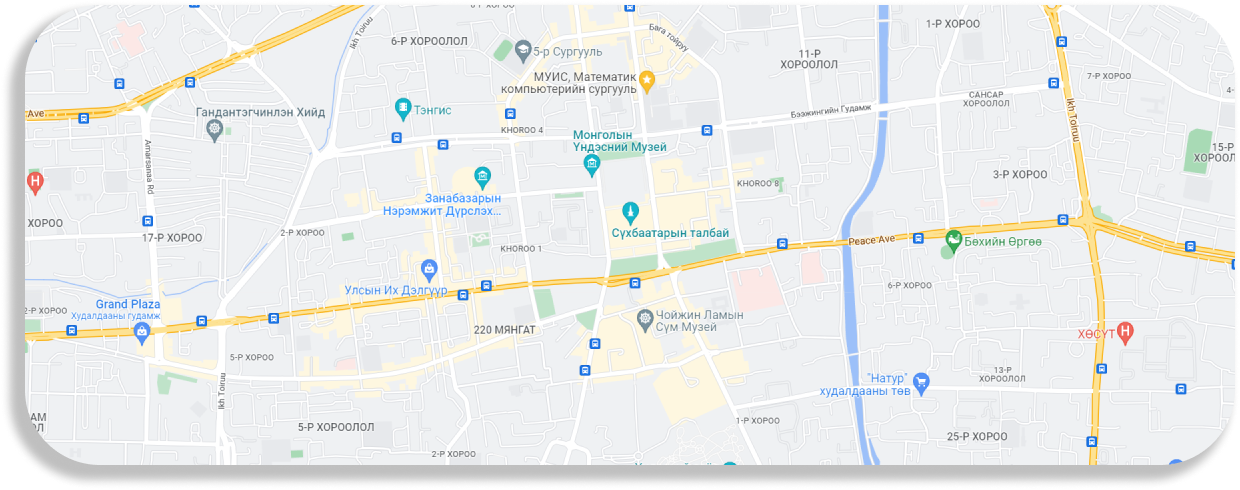 Ikh Toiruu
6-Р ХОРООЛОЛ
Бага тойруу
1-Р ХОРОО
5-р Сургууль
11-Р
ХОРООЛОЛ
МУИС, Математик
компьютерийн сургууль
7-Р ХОРОО
4-
Ave
Гандантэгчинлэн Хийд
Тэнгис
САНСАР
ХОРООЛОЛ
Бээжингийн Гудамж
Ikh Toiruu
KHOROO 4
Монголын
Үндэсний Музей
15-Р
ХОРООЛ
Amarsanaa Rd
3-Р ХОРОО
KHOROO 8
Занабазарын
Нэрэмжит Дүрслэх...
ХОРОО
17-Р ХОРОО
2-Р ХОРОО
Сүхбаатарын талбай
Peace Ave
Бөхийн Өргөө
KHOROO 1
Улсын Их Дэлгүүр
6-Р ХОРОО
Grand Plaza
Худалдааны гудамж
2-Р ХОРОО
Чойжин Ламын
Сүм Музей
220 МЯНГАТ
ХӨСҮТ
5-Р ХОРОО
Ikh Toiruu
"Натур"
худалдааны төв
13-Р
ХОРООЛОЛ
АМ
ОЛ
5-Р ХОРООЛОЛ
1-Р ХОРОО
25-Р ХОРОО
2-Р ХОРОО